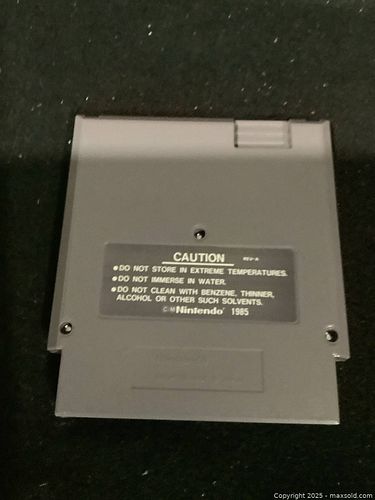 CAUTION REV-A
●DO NOT STORE IN EXTREME TEMPERATURES.
●DO NOT IMMERSE IN WATER.
●DO NOT CLEAN WITH BENZENE, THINNER,
ALCOHOL OR OTHER SUCH SOLVENTS.
©M Nintendo® 1985
Copyright 2025 - maxsold.com